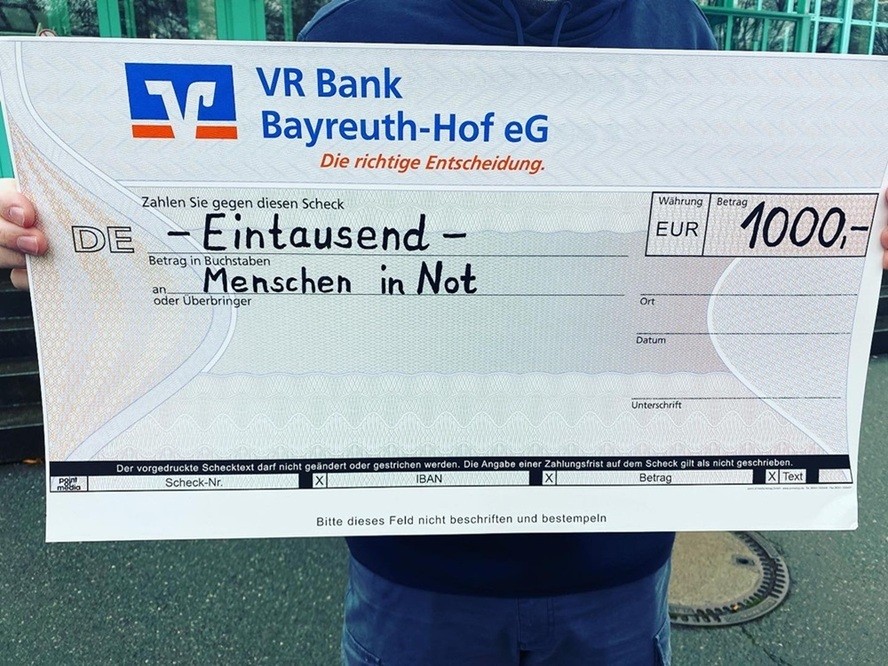 VR Bank
Bayreuth-Hof eG
Die richtige Entscheidung.
Zahlen Sie gegen diesen Scheck
Währung
Betrag
DE
– Eintausend –
EUR
1000,–
Betrag in Buchstaben
an
Menschen in Not
oder Überbringer
Ort
Datum
Unterschrift
Der vorgedruckte Schecktext darf nicht geändert oder gestrichen werden. Die Angabe einer Zahlungsfrist auf dem Scheck gilt als nicht geschrieben.
point media
Scheck-Nr.
X
IBAN
X
Betrag
X
Text
Bitte dieses Feld nicht beschriften und bestempeln